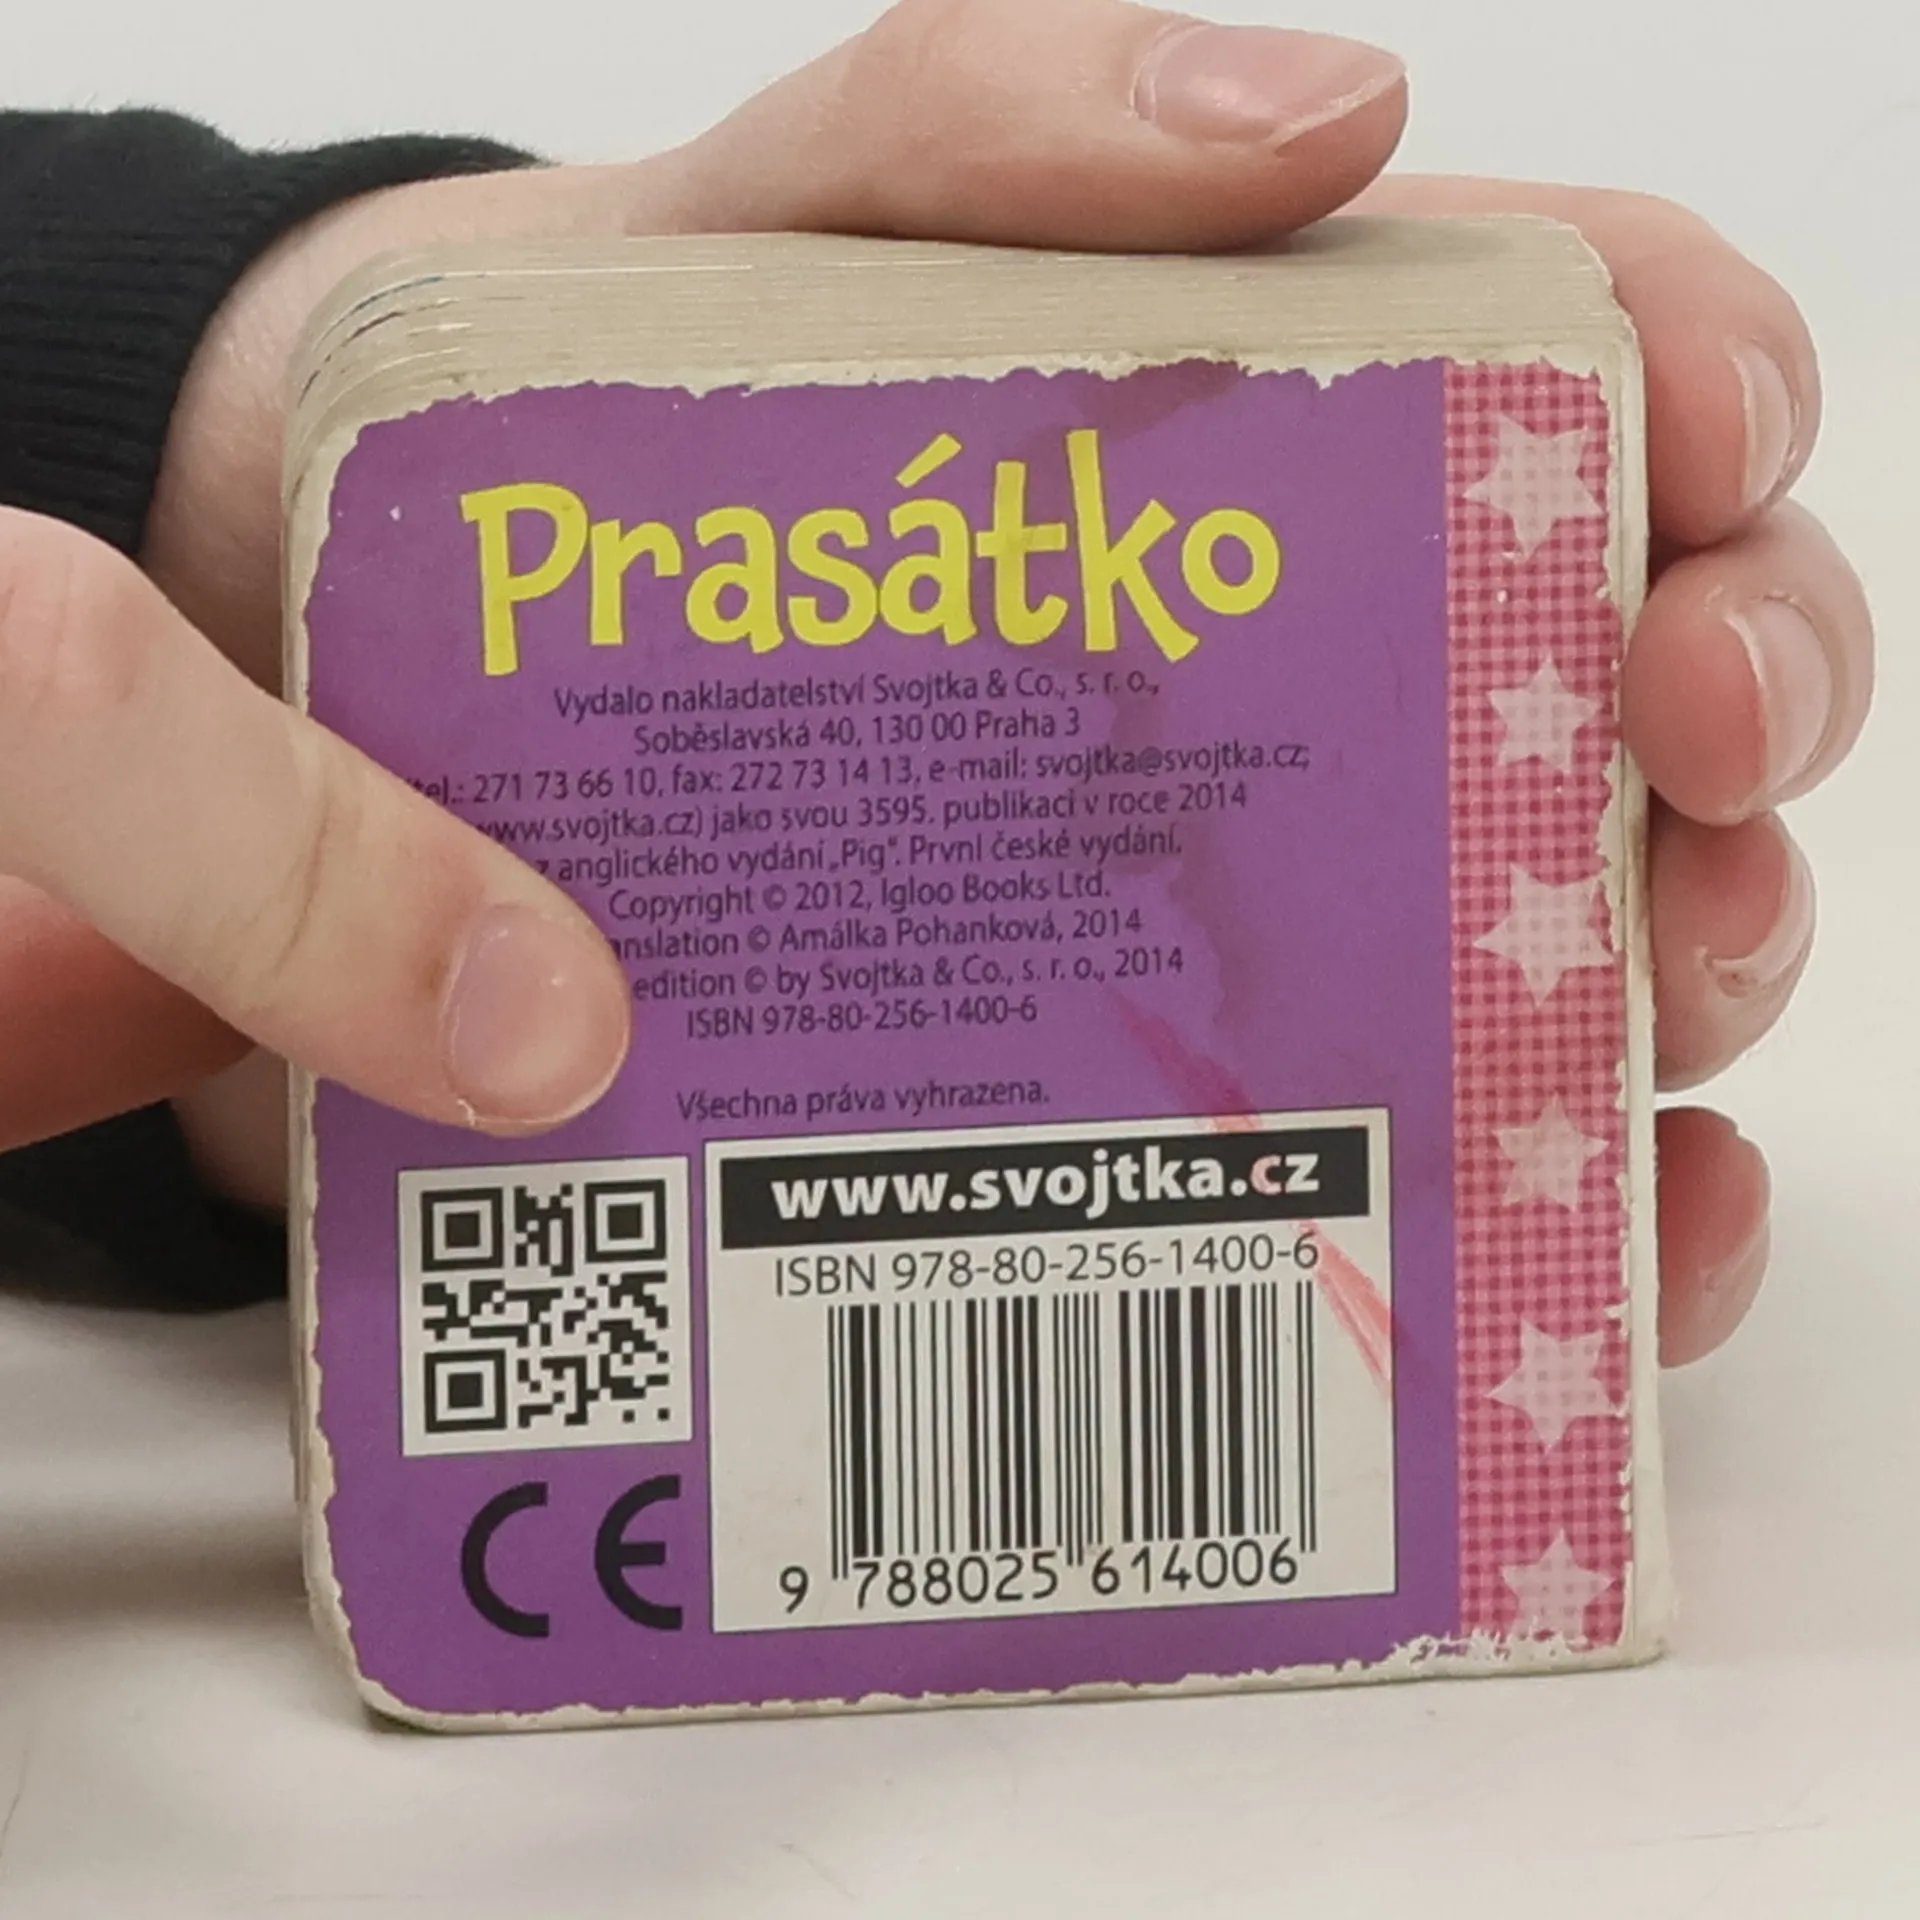 Prasátko
Vydalo nakladatelství Svojtka & Co., s. r. o.,
Soběslavská 40, 130 00 Praha 3
tel.: 271 73 66 10, fax: 272 73 14 13, e-mail: svojtka@svojtka.cz;
www.svojtka.cz) jako svou 3595. publikaci v roce 2014
z anglického vydání „Pig“. První české vydání.
Copyright © 2012, Igloo Books Ltd.
© Amálka Pohanková, 2014
edition © by Svojtka & Co., s. r. o., 2014
ISBN 978-80-256-1400-6
Všechna práva vyhrazena.
www.svojtka.cz
ISBN 978-80-256-1400-6
9 788025 614006
CE